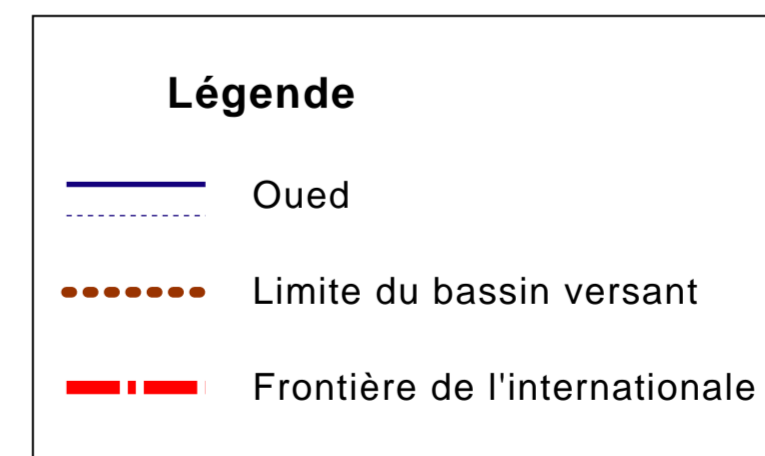 Légende
Oued
Limite du bassin versant
Frontière de l'internationale